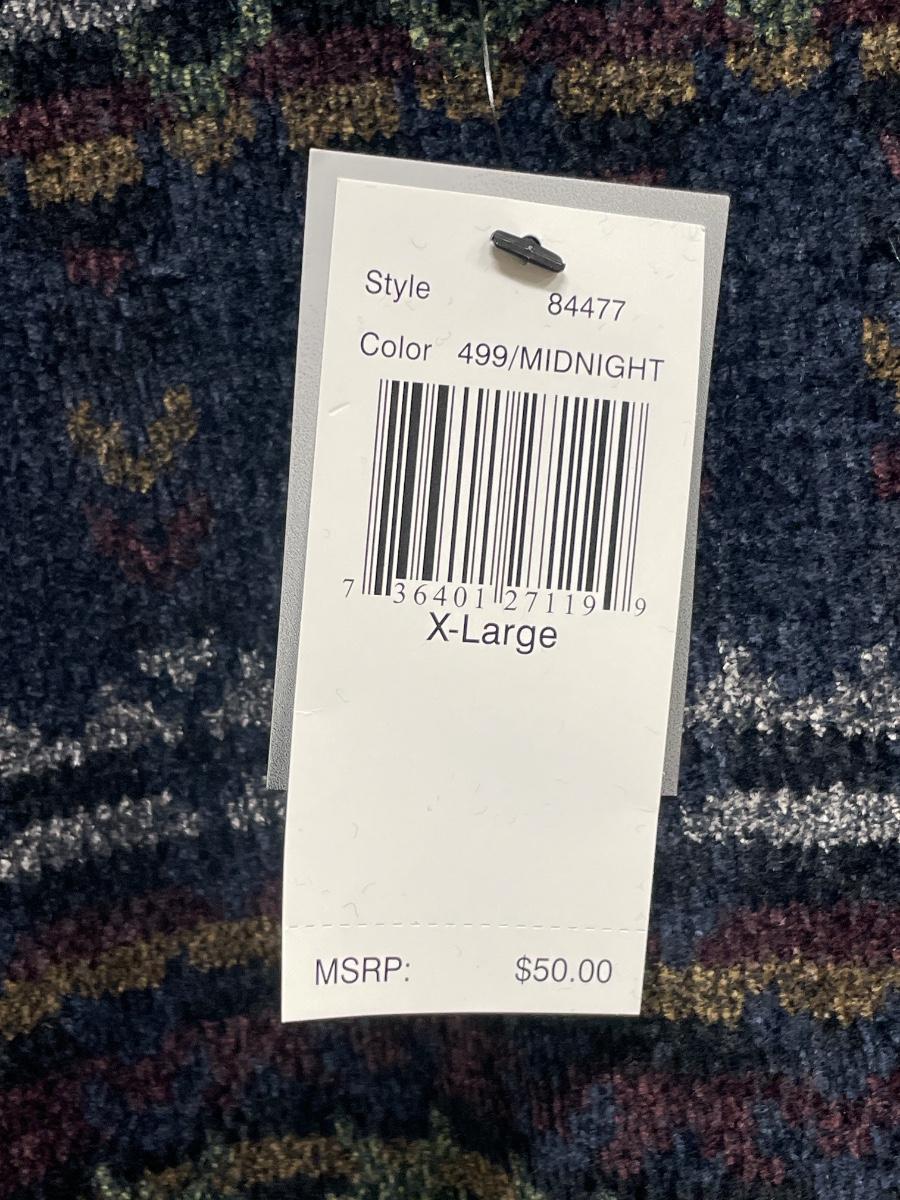 Style 84477
Color 499/MIDNIGHT
7 36401 27119 9
X-Large
MSRP: $50.00